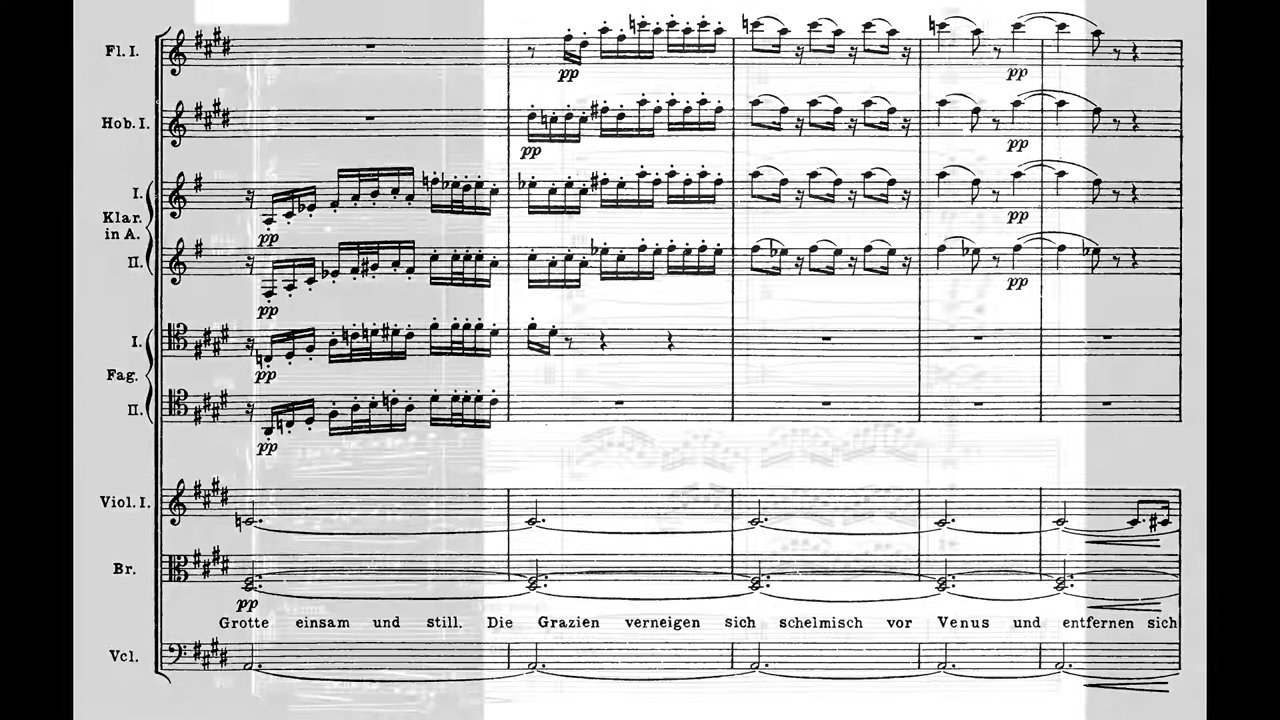 Fl. I.
pp
pp
Hob. I.
pp
pp
I.
Klar.
in A.
pp
pp
II.
pp
pp
I.
Fag.
pp
II.
pp
Viol. I.
Br.
pp
Grotte einsam und still. Die Grazien verneigen sich schelmisch vor Venus und entfernen sich
Vcl.